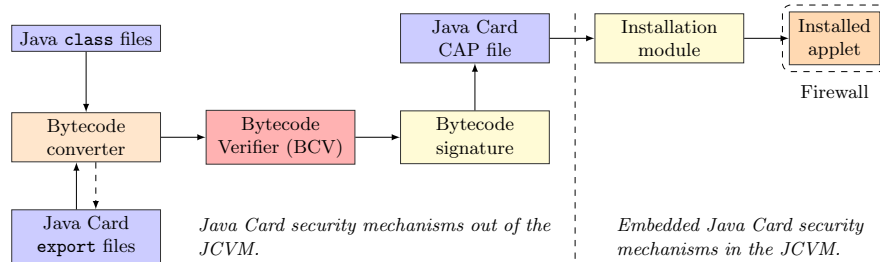 Java class files
Java Card
CAP file
Installation
module
Installed
applet
Firewall
Bytecode
converter
Bytecode
Verifier (BCV)
Bytecode
signature
Java Card
export files
Java Card security mechanisms out of the
JCVM.
Embedded Java Card security
mechanisms in the JCVM.